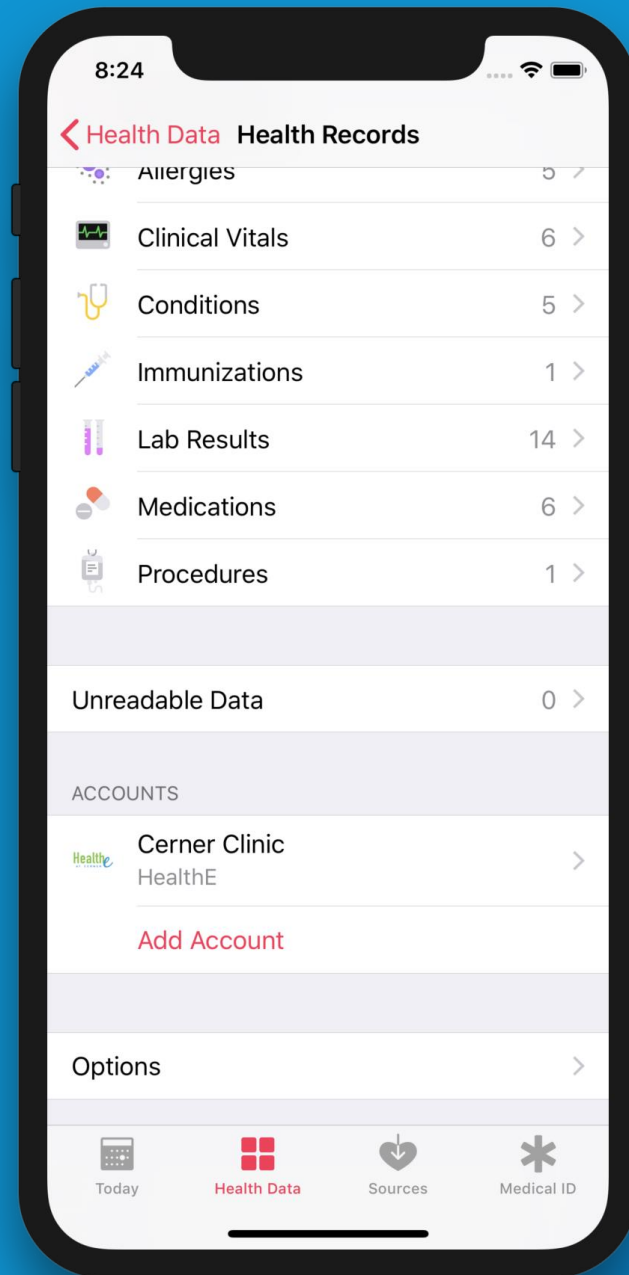 8:24
Health Data Health Records
Allergies 5
Clinical Vitals 6
Conditions 5
Immunizations 1
Lab Results 14
Medications 6
Procedures 1
Unreadable Data 0
ACCOUNTS
Cerner Clinic
Healthe
HealthE
Add Account
Options
Today Health Data Sources Medical ID